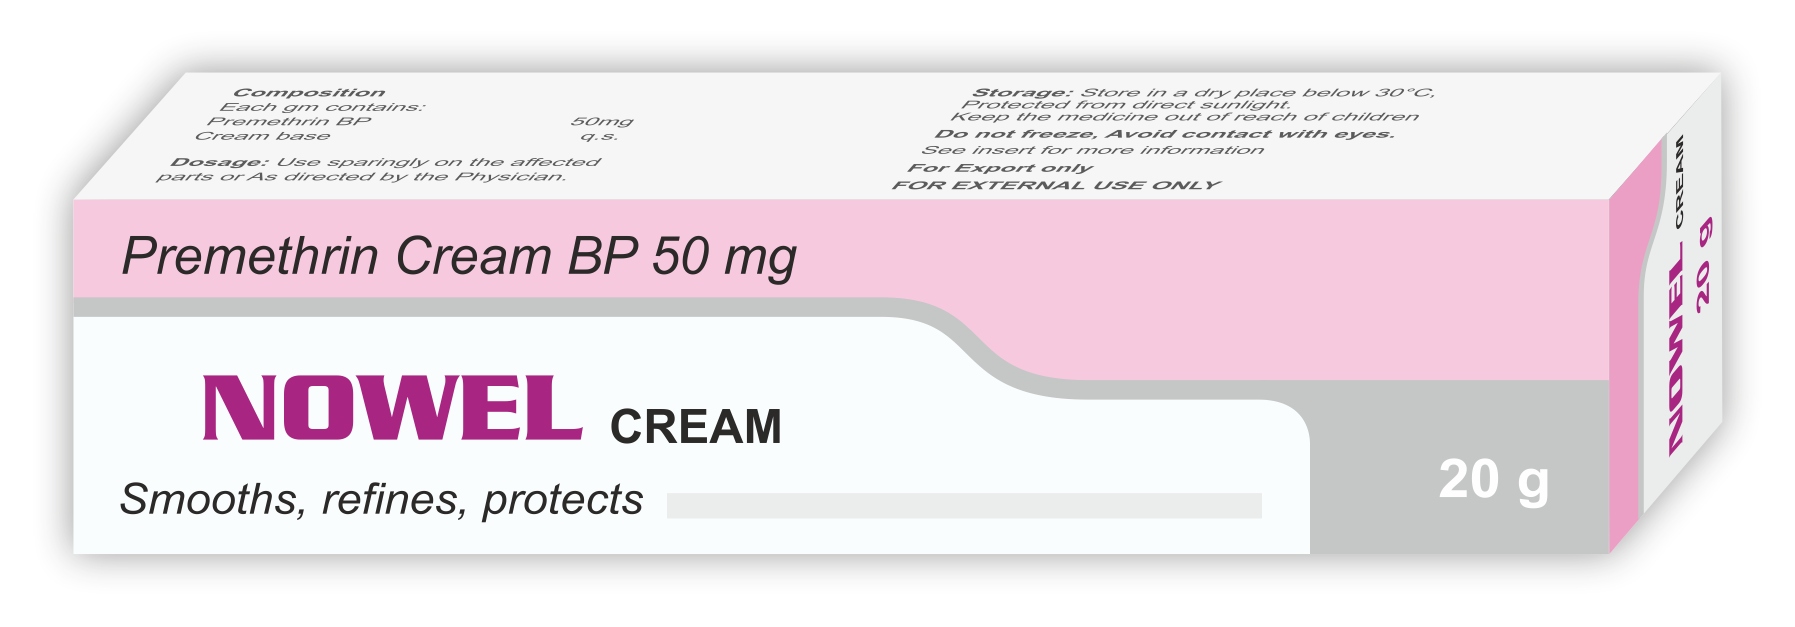 Composition
Each gm contains:
Premethrin BP 50mg
Cream base q.s.
Dosage: Use sparingly on the affected
parts or As directed by the Physician.
Storage: Store in a dry place below 30°C,
Protected from direct sunlight.
Keep the medicine out of reach of children
Do not freeze, Avoid contact with eyes.
See insert for more information
For Export only
FOR EXTERNAL USE ONLY
Premethrin Cream BP 50 mg
NOWEL CREAM
Smooths, refines, protects
20 g
NOWEL CREAM
20 g